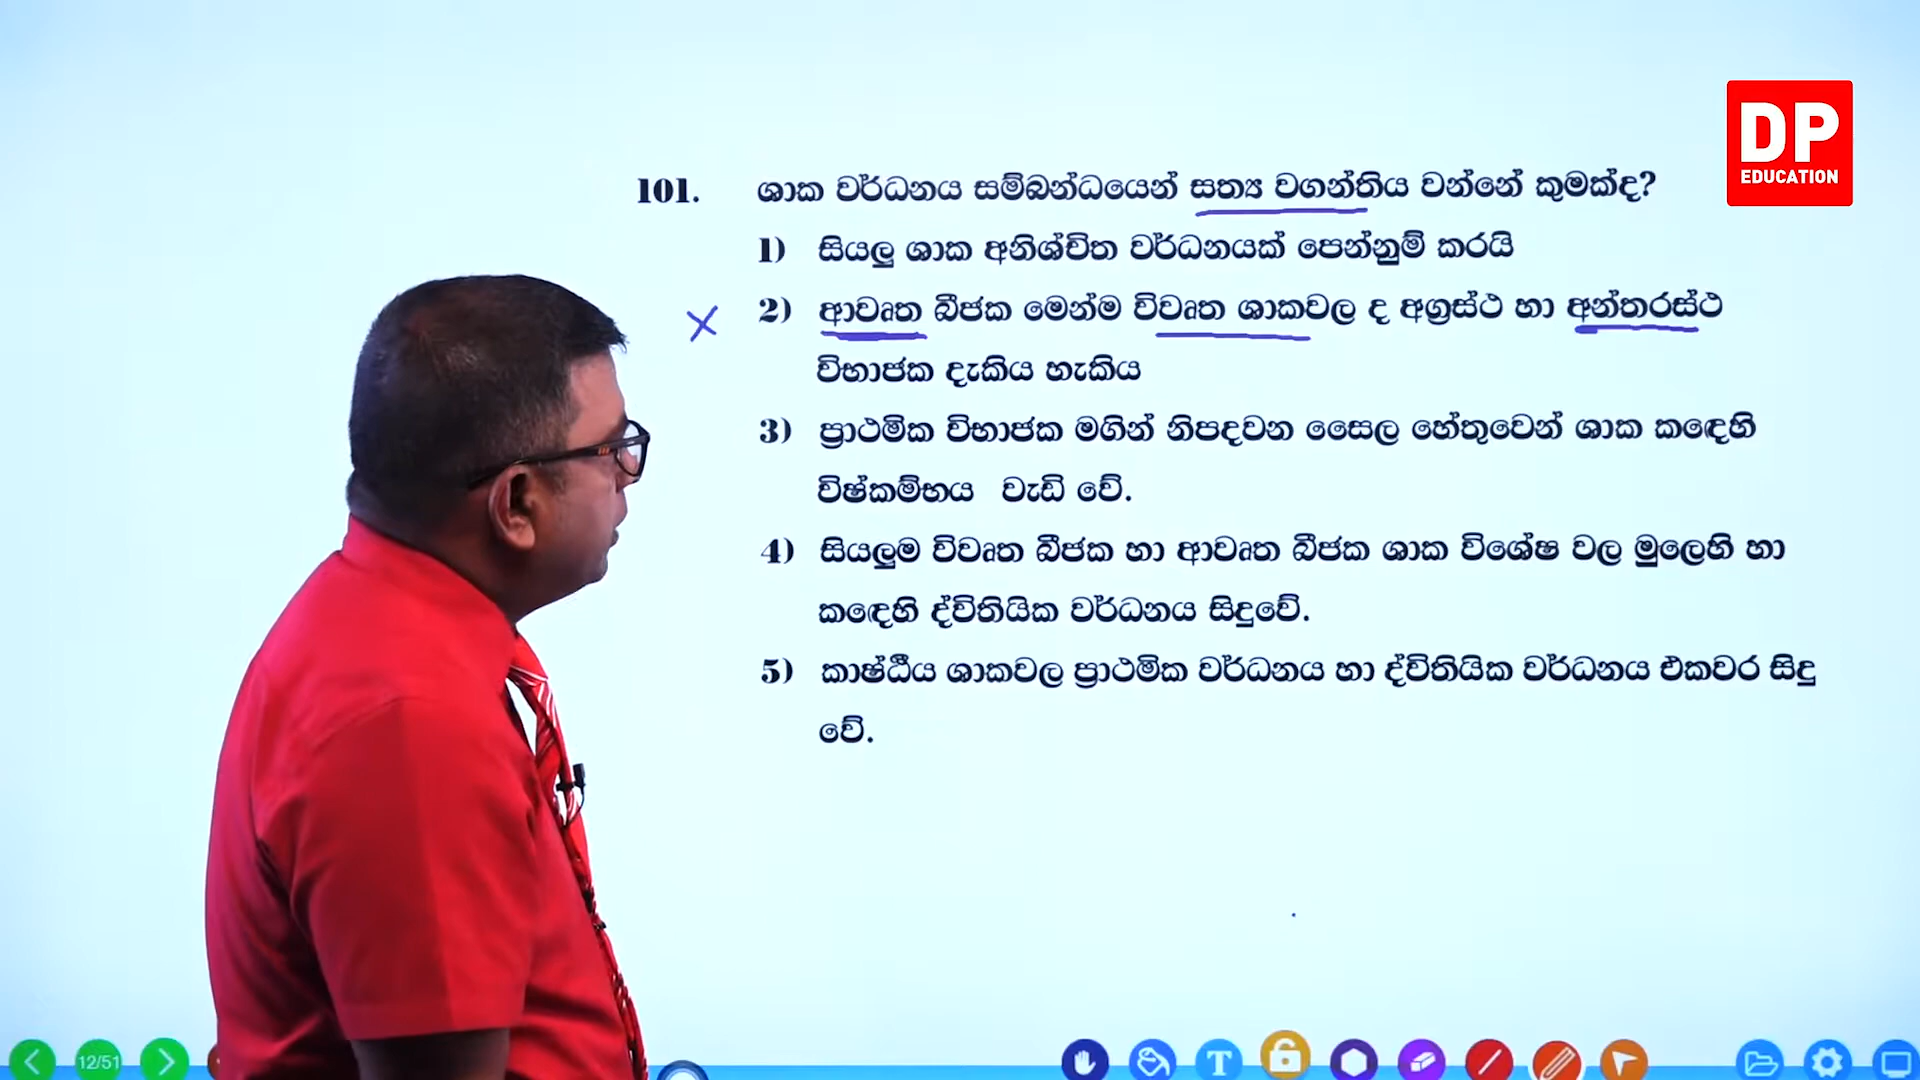 DP
EDUCATION
101. ශාක වර්ධනය සම්බන්ධයෙන් සත්‍ය වගන්තිය වන්නේ කුමක්ද?
1) සියලු ශාක අනිශ්චිත වර්ධනයක් පෙන්නුම් කරයි
2) ආවෘත බීජක මෙන්ම විවෘත ශාකවල ද අග්‍රස්ථ හා අන්තරස්ථ
විභාජක දැකිය හැකිය
3) ප්‍රාථමික විභාජක මගින් නිපදවන සෛල හේතුවෙන් ශාක කඳෙහි
විෂ්කම්භය වැඩි වේ.
4) සියලුම විවෘත බීජක හා ආවෘත බීජක ශාක විශේෂ වල මුලෙහි හා
කඳෙහි ද්විතියික වර්ධනය සිදුවේ.
5) කාෂ්ඨීය ශාකවල ප්‍රාථමික වර්ධනය හා ද්විතියික වර්ධනය එකවර සිදු
වේ.
12/51
T